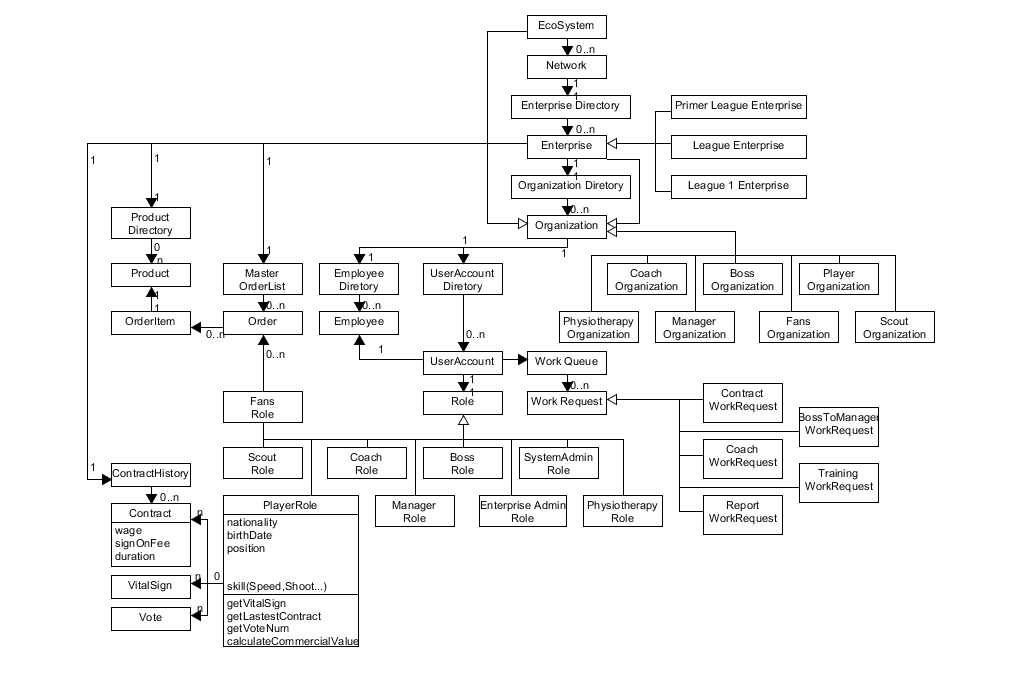 EcoSystem
0..n
Network
1
1
Enterprise Directory
Primer League Enterprise
0..n
Enterprise
League Enterprise
1
1
1
1
1
Organization Diretory
League 1 Enterprise
1
0..n
Product
Directory
Organization
1
1
0
n
1
1
Product
Master
OrderList
Employee
Diretory
UserAccount
Diretory
Coach
Organization
Boss
Organization
Player
Organization
1
1
0..n
0..n
OrderItem
0..n
Order
Employee
0..n
Physiotherapy
Organization
Manager
Organization
Fans
Organization
Scout
Organization
0..n
1
UserAccount
Work Queue
1
1
0..n
Fans
Role
Role
Work Request
Contract
WorkRequest
BossToManager
WorkRequest
Scout
Role
Coach
Role
Boss
Role
SystemAdmin
Role
Coach
WorkRequest
1
ContractHistory
Training
WorkRequest
0..n
Contract
wage
signOnFee
duration
n
PlayerRole
nationality
birthDate
position
skill(Speed,Shoot...)
getVitalSign
getLastestContract
getVoteNum
calculateCommercialValue
Manager
Role
Enterprise Admin
Role
Physiotherapy
Role
Report
WorkRequest
VitalSign
n
0
Vote
n